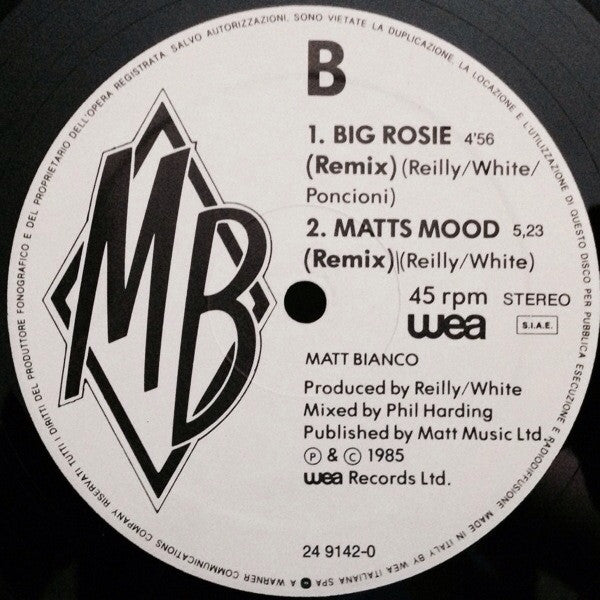 TUTTI I DIRITTI DEL PRODUTTORE FONOGRAFICO E DEL PROPRIETARIO DELL'OPERA REGISTRATA SALVO AUTORIZZAZIONI, SONO VIETATE LA DUPLICAZIONE, LA LOCAZIONE E L'UTILIZZAZIONE DI QUESTO DISCO PER PUBBLICA ESECUZIONE E RADIODIFFUSIONE MADE IN ITALY BY WEA ITALIANA SPA A WARNER COMMUNICATIONS COMPANY RISERVATI
MB
B
1. BIG ROSIE 4'56
(Remix) (Reilly/White/
Poncioni)
2. MATTS MOOD 5,23
(Remix) (Reilly/White)
45 rpm STEREO
wea S.I.A.E.
MATT BIANCO
Produced by Reilly/White
Mixed by Phil Harding
Published by Matt Music Ltd.
℗ & © 1985
wea Records Ltd.
24 9142-0